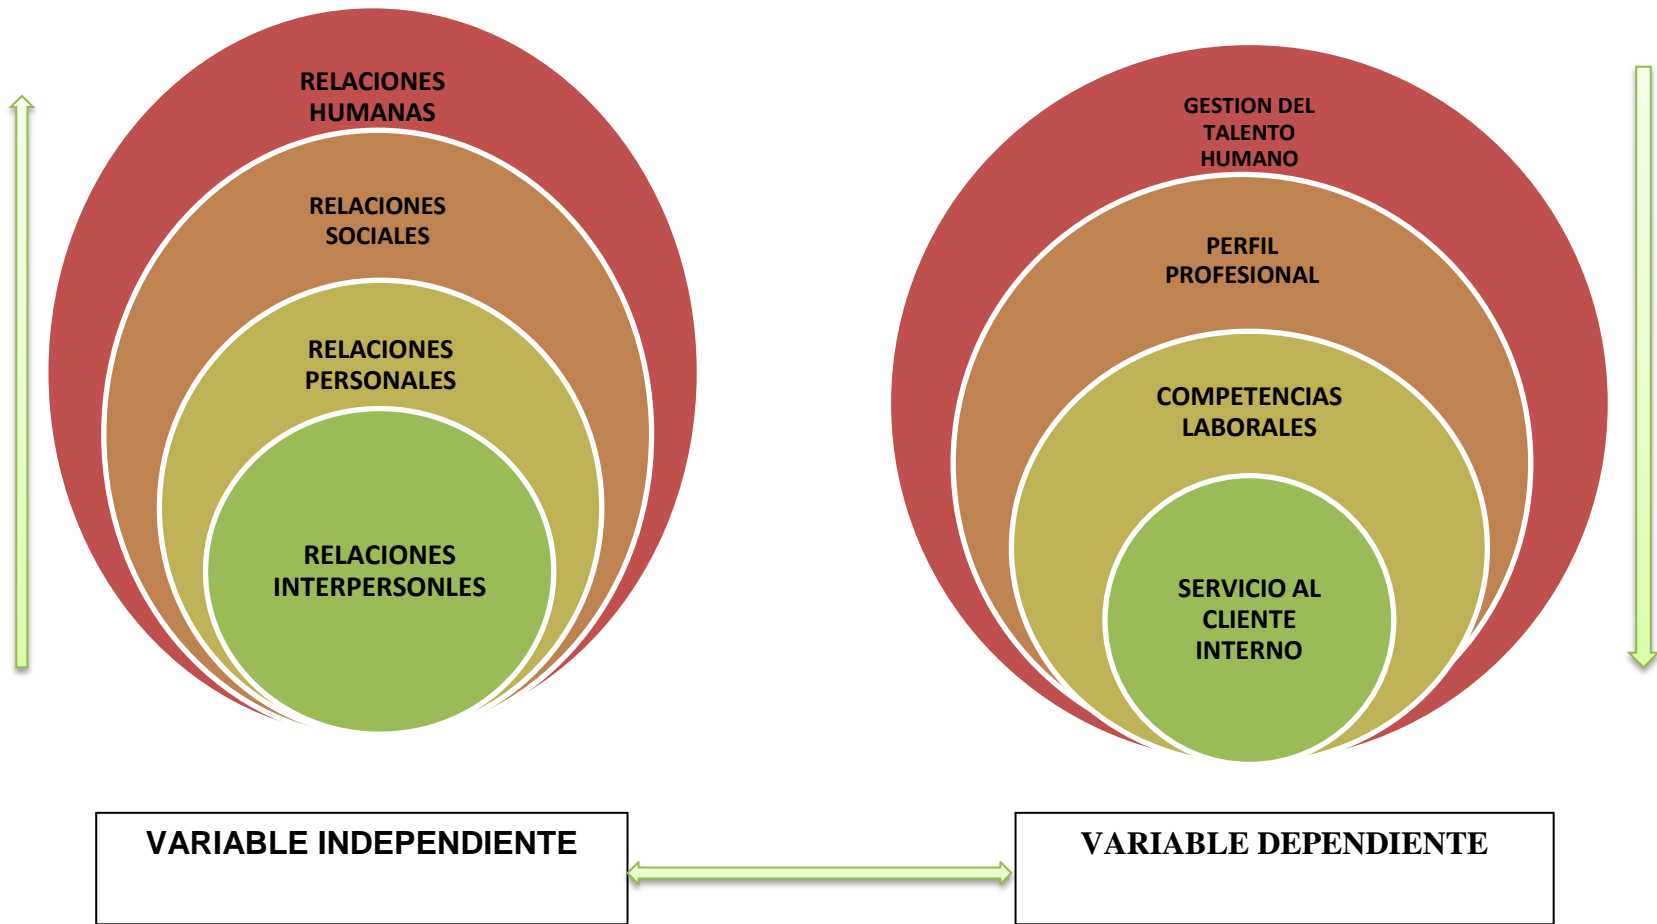 RELACIONES
HUMANAS
RELACIONES
SOCIALES
RELACIONES
PERSONALES
RELACIONES
INTERPERSONLES
GESTION DEL
TALENTO
HUMANO
PERFIL
PROFESIONAL
COMPETENCIAS
LABORALES
SERVICIO AL
CLIENTE
INTERNO
VARIABLE INDEPENDIENTE
VARIABLE DEPENDIENTE